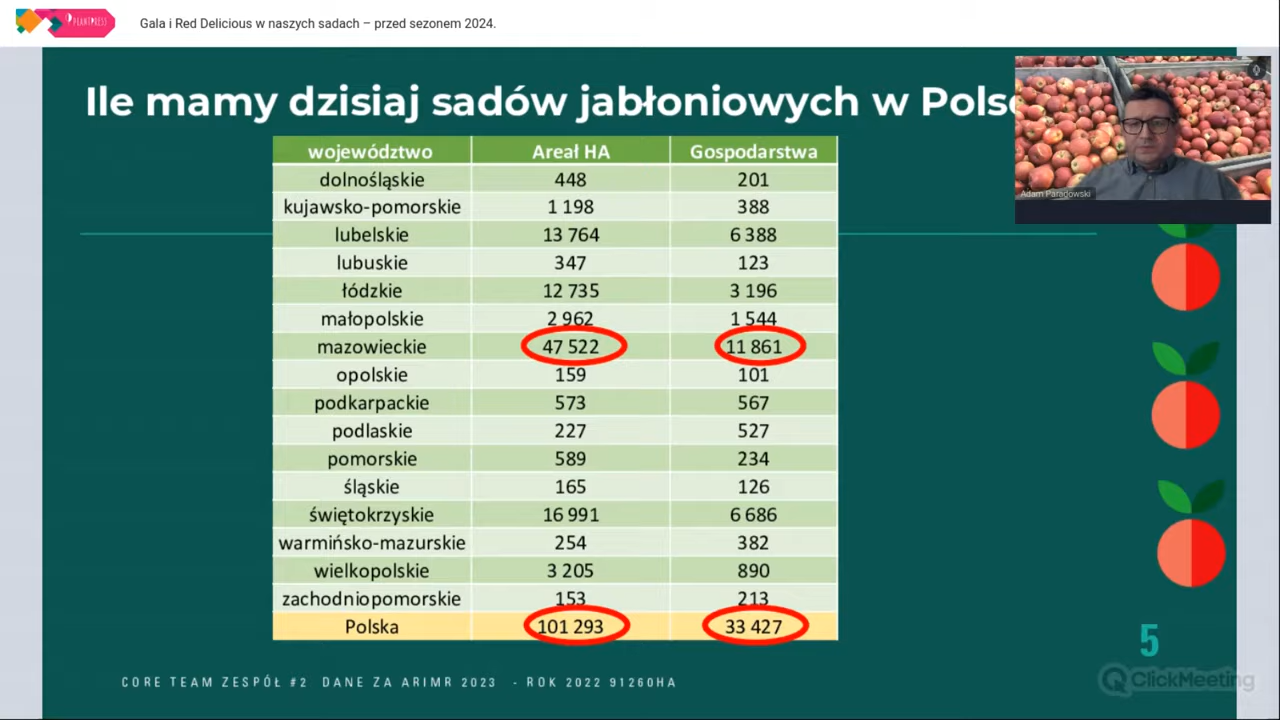 PLANTPRESS
Gala i Red Delicious w naszych sadach – przed sezonem 2024.
Ile mamy dzisiaj sadów jabłoniowych w
województwo Areał HA Gospodarstwa
dolnośląskie 448 201
kujawsko-pomorskie 1 198 388
lubelskie 13 764 6 388
lubuskie 347 123
łódzkie 12 735 3 196
małopolskie 2 962 1 544
mazowieckie 47 522 11 861
opolskie 159 101
podkarpackie 573 567
podlaskie 227 527
pomorskie 589 234
śląskie 165 126
świętokrzyskie 16 991 6 686
warmińsko-mazurskie 254 382
wielkopolskie 3 205 890
zachodniopomorskie 153 213
Polska 101 293 33 427
Adam Paradowski
5
CORE TEAM ZESPÓŁ #2 DANE ZA ARIMR 2023 - ROK 2022 91260HA
ClickMeeting